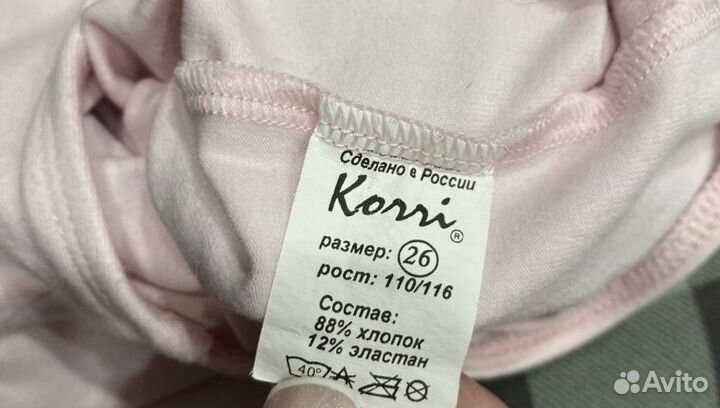 Сделано в России
Korri ®
размер: 26
рост: 110/116
Состав:
88% хлопок
12% эластан
40°
Avito